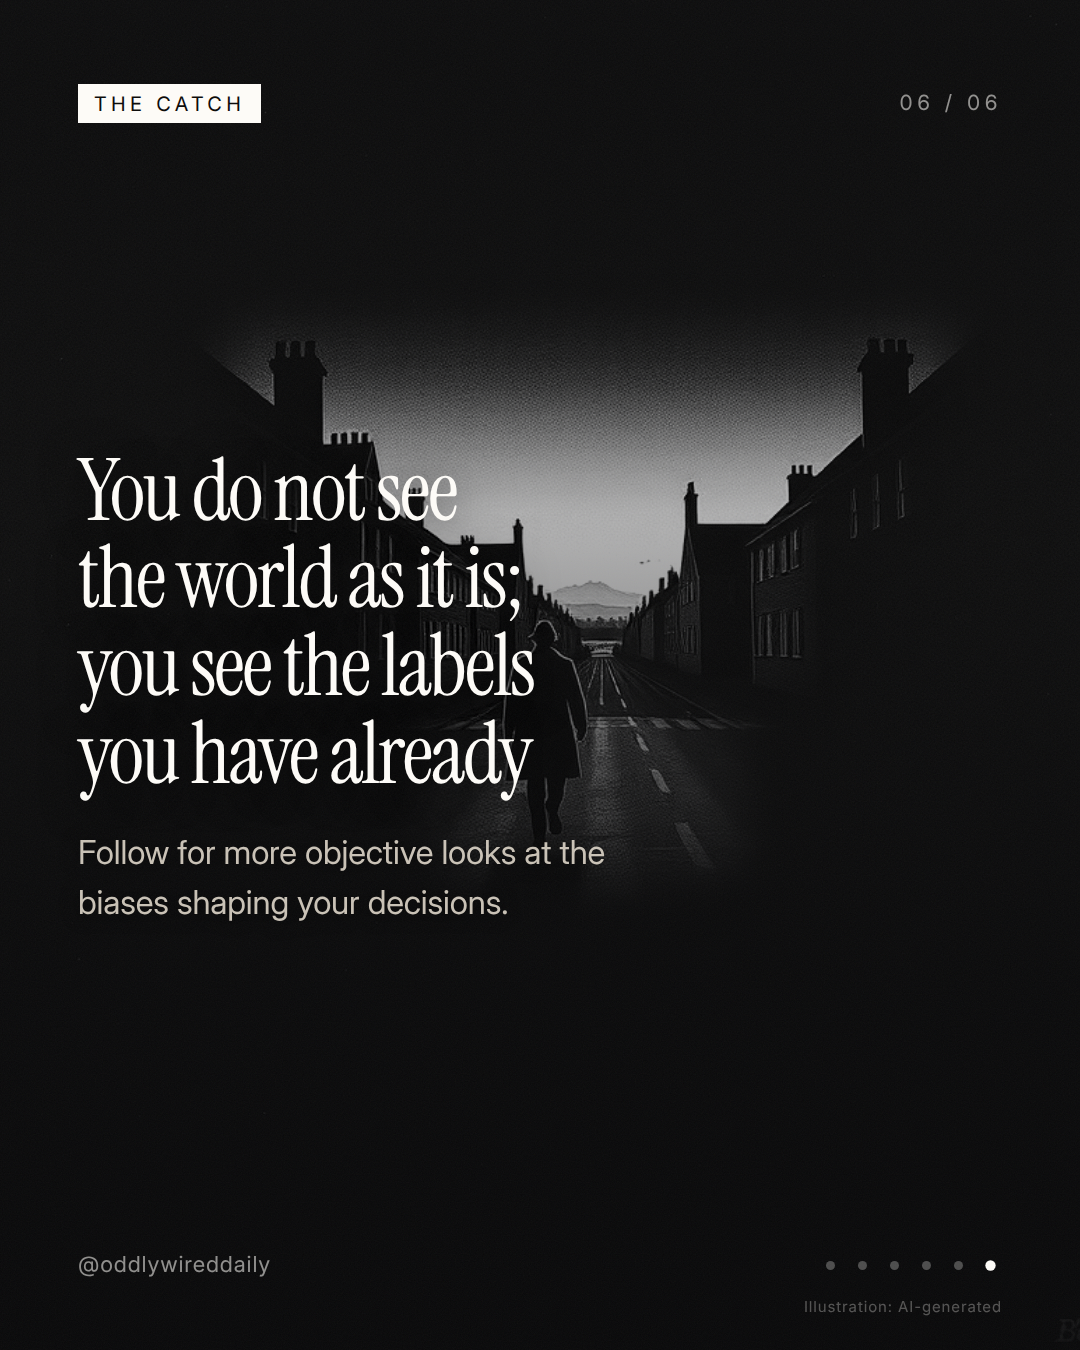 THE CATCH
06 / 06
You do not see
the world as it is;
you see the labels
you have already
Follow for more objective looks at the
biases shaping your decisions.
@oddlywireddaily
Illustration: AI-generated